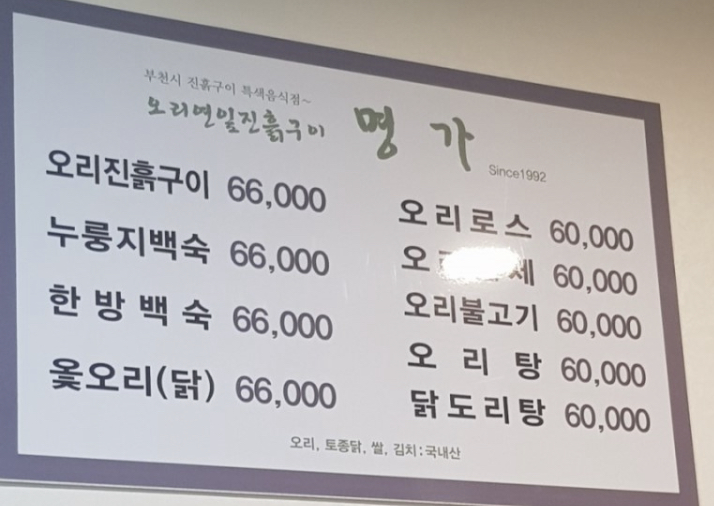 부천시 진흙구이 특색음식점~
오리연잎진흙구이 명가
Since1992
오리진흙구이 66,000
누룽지백숙 66,000
한방백숙 66,000
옻오리(닭) 66,000
오리로스 60,000
60,000
오리불고기 60,000
오리탕 60,000
닭도리탕 60,000
오리, 토종닭, 쌀, 김치:국내산